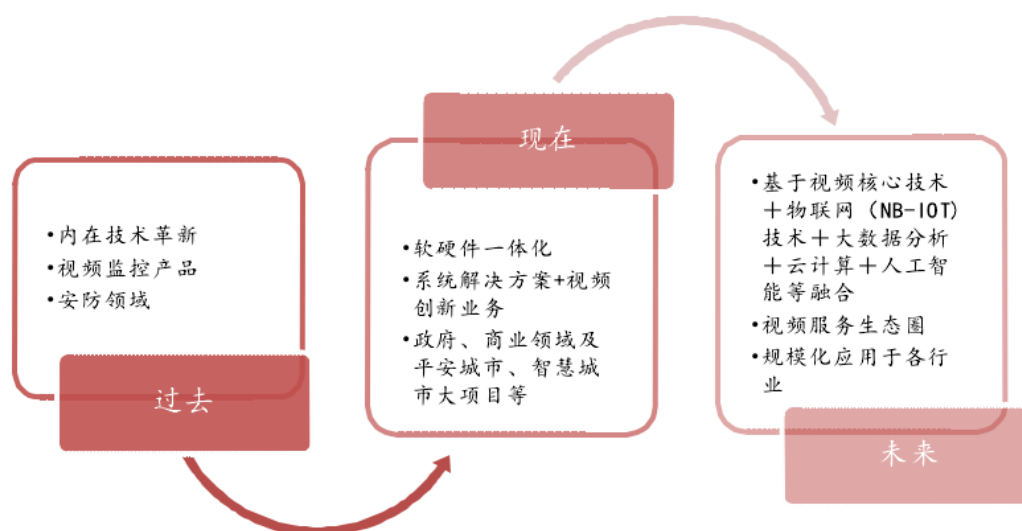 过去
•内在技术革新
•视频监控产品
•安防领域
现在
•软硬件一体化
•系统解决方案+视频
创新业务
•政府、商业领域及
平安城市、智慧城
市大项目等
•基于视频核心技术
＋物联网（NB-IOT)
技术＋大数据分析
＋云计算＋人工智
能等融合
•视频服务生态圈
•规模化应用于各行
业
未来